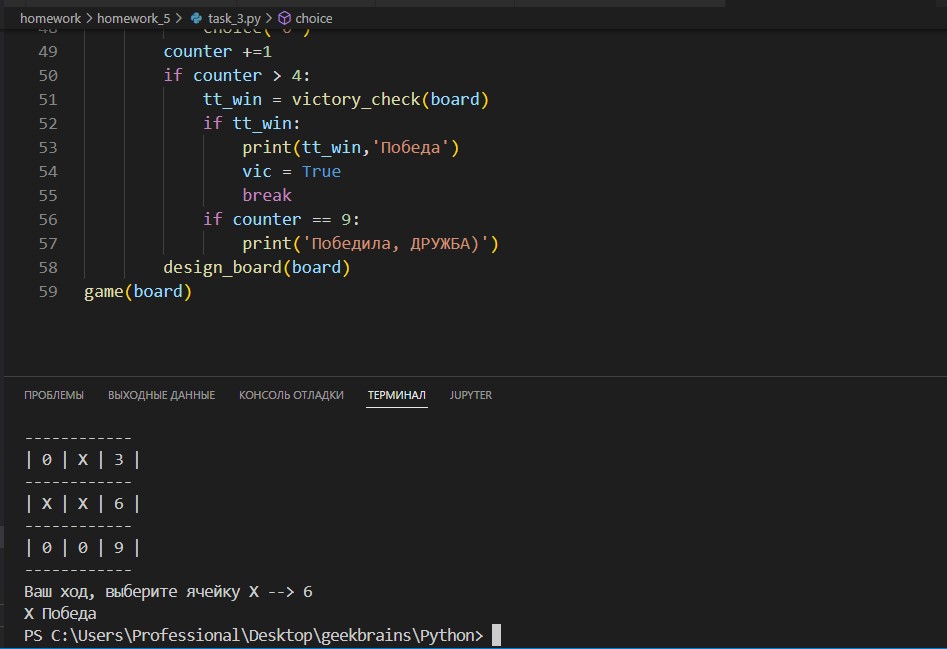 homework > homework_5 > task_3.py > choice
48 choice("0")
49 counter +=1
50 if counter > 4:
51 tt_win = victory_check(board)
52 if tt_win:
53 print(tt_win,'Победа')
54 vic = True
55 break
56 if counter == 9:
57 print('Победила, ДРУЖБА)')
58 design_board(board)
59 game(board)
ПРОБЛЕМЫ ВЫХОДНЫЕ ДАННЫЕ КОНСОЛЬ ОТЛАДКИ ТЕРМИНАЛ JUPYTER
------------
| 0 | X | 3 |
------------
| X | X | 6 |
------------
| 0 | 0 | 9 |
------------
Ваш ход, выберите ячейку X --> 6
X Победа
PS C:\Users\Professional\Desktop\geekbrains\Python>